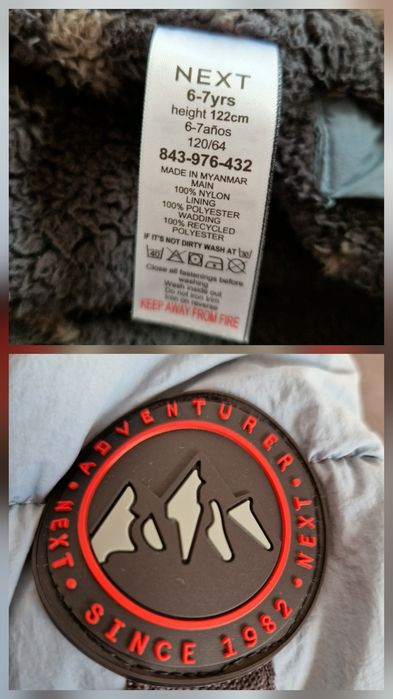 NEXT
6-7yrs
height 122cm
6-7años
120/64
843-976-432
MADE IN MYANMAR
MAIN
100% NYLON
LINING
100% POLYESTER
WADDING
100% RECYCLED
POLYESTER
IF IT'S NOT DIRTY WASH AT 30
40
Close all fastenings before
washing
Wash inside out
Do not iron trim
Iron on reverse
KEEP AWAY FROM FIRE
ADVENTURER
NEXT
NEXT
SINCE 1982